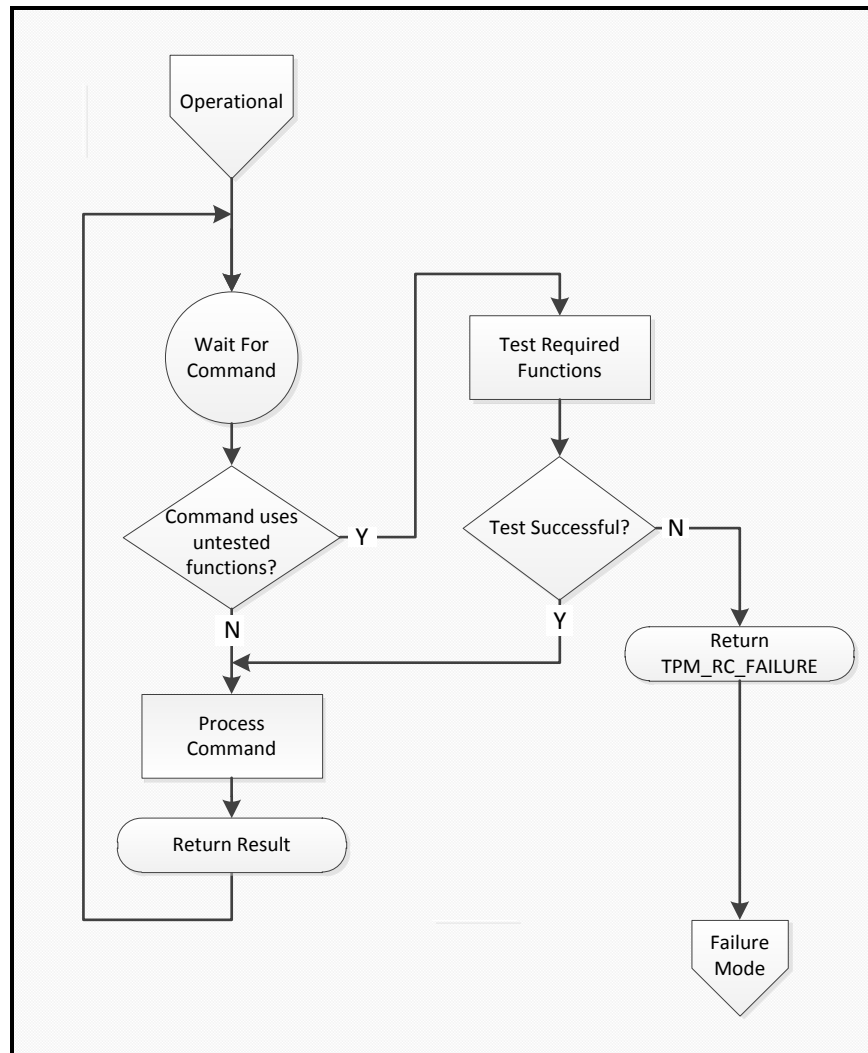 Operational
Wait For
Command
Test Required
Functions
Command uses
untested
functions?
Y
Test Successful?
N
N
Y
Return
TPM_RC_FAILURE
Process
Command
Return Result
Failure
Mode